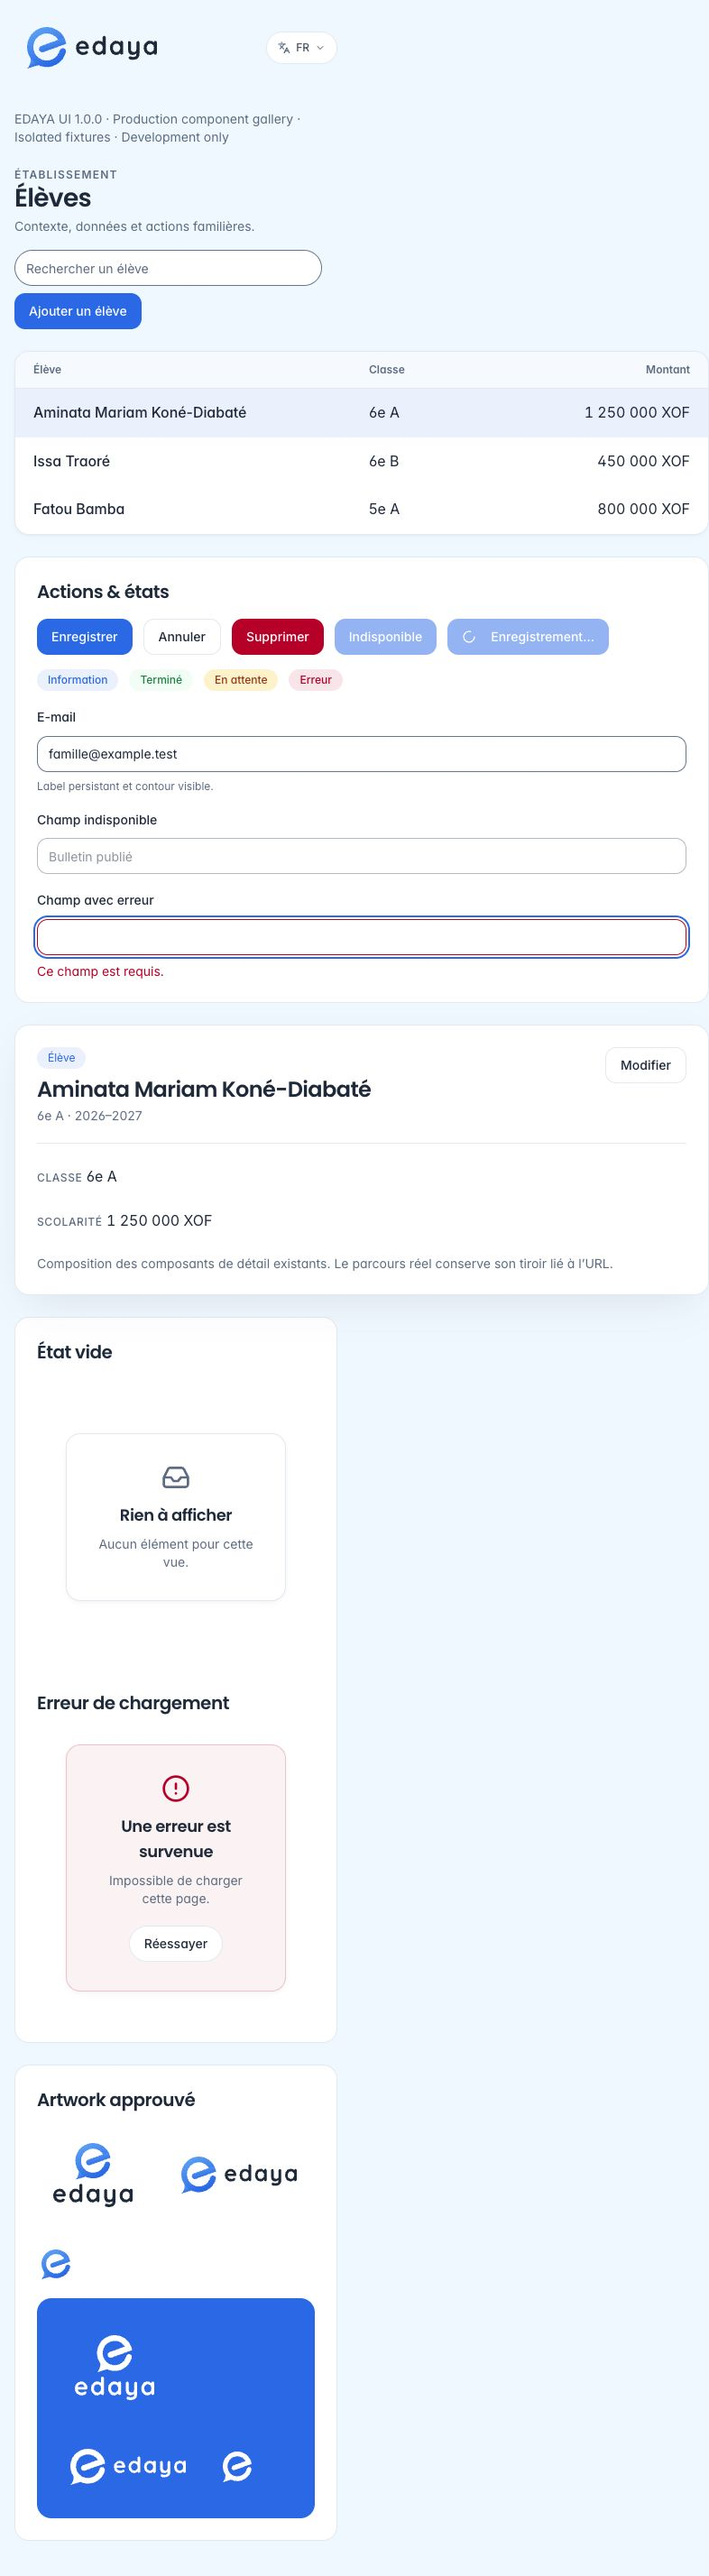 edaya
FR
EDAYA UI 1.0.0 · Production component gallery ·
Isolated fixtures · Development only
ÉTABLISSEMENT
Élèves
Contexte, données et actions familières.
Rechercher un élève
Ajouter un élève
Élève Classe Montant
Aminata Mariam Koné-Diabaté 6e A 1 250 000 XOF
Issa Traoré 6e B 450 000 XOF
Fatou Bamba 5e A 800 000 XOF
Actions & états
Enregistrer Annuler Supprimer Indisponible Enregistrement…
Information Terminé En attente Erreur
E-mail
famille@example.test
Label persistant et contour visible.
Champ indisponible
Bulletin publié
Champ avec erreur
Ce champ est requis.
Élève
Modifier
Aminata Mariam Koné-Diabaté
6e A · 2026–2027
CLASSE 6e A
SCOLARITÉ 1 250 000 XOF
Composition des composants de détail existants. Le parcours réel conserve son tiroir lié à l’URL.
État vide
Rien à afficher
Aucun élément pour cette
vue.
Erreur de chargement
Une erreur est
survenue
Impossible de charger
cette page.
Réessayer
Artwork approuvé
edaya
edaya
edaya
edaya